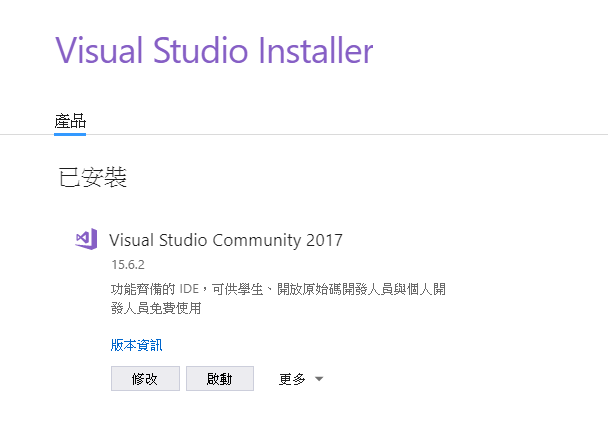 Visual Studio Installer
產品
已安裝
Visual Studio Community 2017
15.6.2
功能齊備的 IDE，可供學生、開放原始碼開發人員與個人開
發人員免費使用
版本資訊
修改 啟動 更多